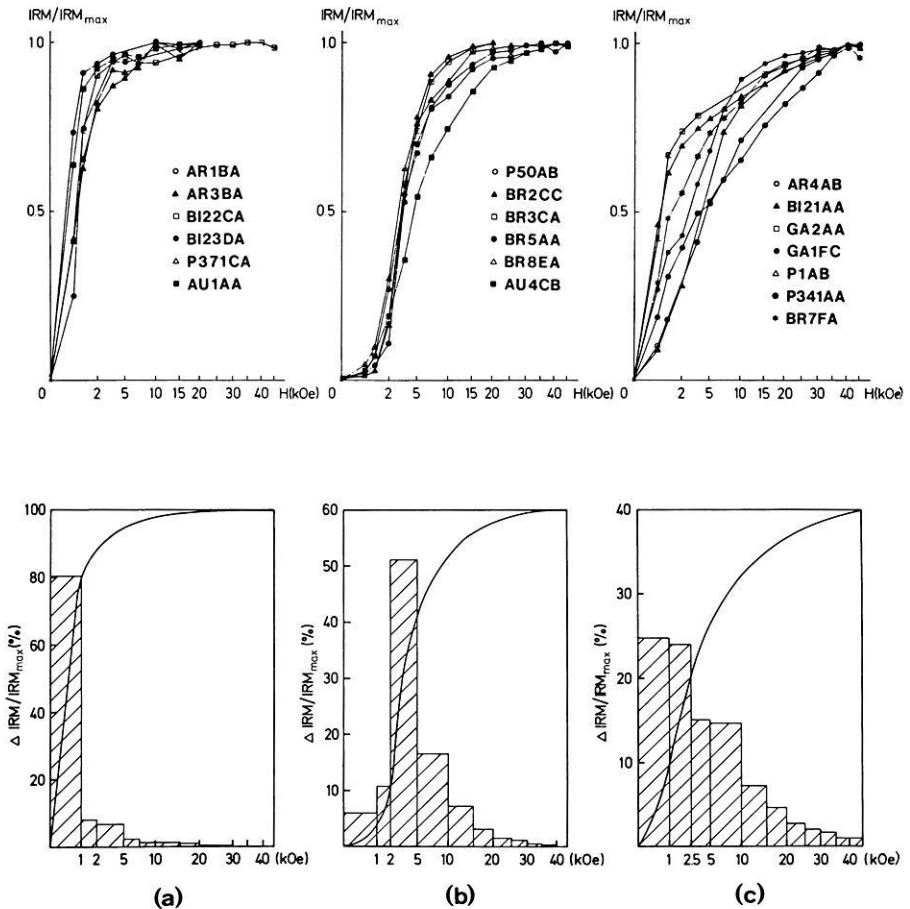 IRM/IRMmax
1.0
0.5
0
2 5 10 15 20 30 40 H(kOe)
○ AR1BA
▲ AR3BA
□ BI22CA
● BI23DA
△ P371CA
■ AU1AA
IRM/IRMmax
1.0
0.5
0
2 5 10 15 20 30 40 H(kOe)
○ P50AB
▲ BR2CC
□ BR3CA
● BR5AA
△ BR8EA
■ AU4CB
IRM/IRMmax
1.0
0.5
0
2 5 10 15 20 30 40 H(kOe)
○ AR4AB
▲ BI21AA
□ GA2AA
● GA1FC
△ P1AB
● P341AA
● BR7FA
Δ IRM/IRMmax (%)
100
80
60
40
20
1 2 5 10 20 30 40 (kOe)
(a)
Δ IRM/IRMmax (%)
60
50
40
30
20
10
1 2 5 10 20 30 40 (kOe)
(b)
Δ IRM/IRMmax (%)
40
30
20
10
1 2.5 5 10 20 30 40 (kOe)
(c)